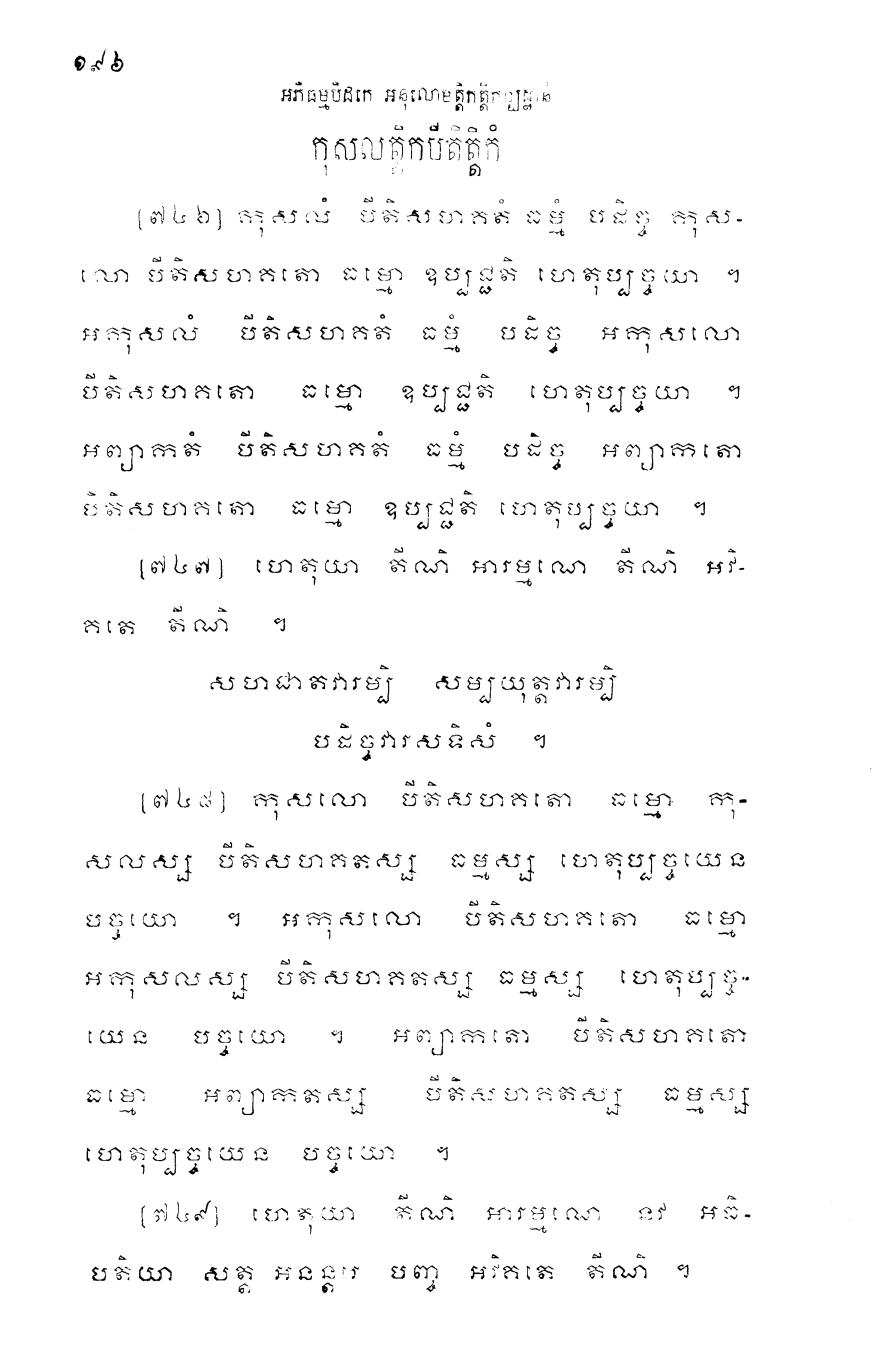 ១៩៦
អភិធម្មបិដកេ អនុលោមត្តិកត្តិកប្បដ្ឋានំ
កុសលត្តិកបីតិត្តិកំ
[៧៤៦] កុសលំ បីតិសហគតំ ធម្មំ បដិច្ច កុស-
លោ បីតិសហគតោ ធម្មោ ឧប្បជ្ជតិ ហេតុប្បច្ចយា ។
អកុសលំ បីតិសហគតំ ធម្មំ បដិច្ច អកុសលោ
បីតិសហគតោ ធម្មោ ឧប្បជ្ជតិ ហេតុប្បច្ចយា ។
អព្យាកតំ បីតិសហគតំ ធម្មំ បដិច្ច អព្យាកតោ
បីតិសហគតោ ធម្មោ ឧប្បជ្ជតិ ហេតុប្បច្ចយា ។
[៧៤៧] ហេតុយា តីណិ អារម្មណេ តីណិ អវិ-
គតេ តីណិ ។
សហជាតវារម្បិ សម្បយុត្តវារម្បិ
បដិច្ចវារសទិសំ ។
[៧៤៨] កុសលោ បីតិសហគតោ ធម្មោ កុ-
សលស្ស បីតិសហគតស្ស ធម្មស្ស ហេតុប្បច្ចយេន
បច្ចយោ ។ អកុសលោ បីតិសហគតោ ធម្មោ
អកុសលស្ស បីតិសហគតស្ស ធម្មស្ស ហេតុប្បច្ច-
យេន បច្ចយោ ។ អព្យាកតោ បីតិសហគតោ
ធម្មោ អព្យាកតស្ស បីតិសហគតស្ស ធម្មស្ស
ហេតុប្បច្ចយេន បច្ចយោ ។
[៧៤៩] ហេតុយា តីណិ អារម្មណេ នវ អធិ-
បតិយា សត្ត អនន្តរេ បញ្ច អវិគតេ តីណិ ។